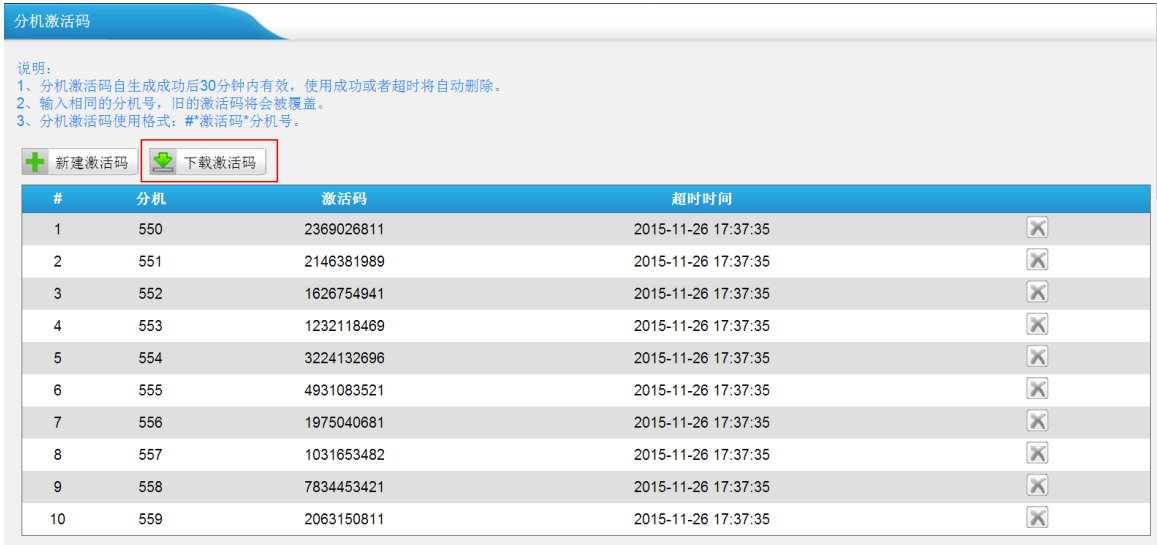 分机激活码
说明:
1、分机激活码自生成成功后30分钟内有效，使用成功或者超时将自动删除。
2、输入相同的分机号，旧的激活码将会被覆盖。
3、分机激活码使用格式：#*激活码*分机号。
新建激活码 下载激活码
# 分机 激活码 超时时间
1 550 2369026811 2015-11-26 17:37:35
2 551 2146381989 2015-11-26 17:37:35
3 552 1626754941 2015-11-26 17:37:35
4 553 1232118469 2015-11-26 17:37:35
5 554 3224132696 2015-11-26 17:37:35
6 555 4931083521 2015-11-26 17:37:35
7 556 1975040681 2015-11-26 17:37:35
8 557 1031653482 2015-11-26 17:37:35
9 558 7834453421 2015-11-26 17:37:35
10 559 2063150811 2015-11-26 17:37:35